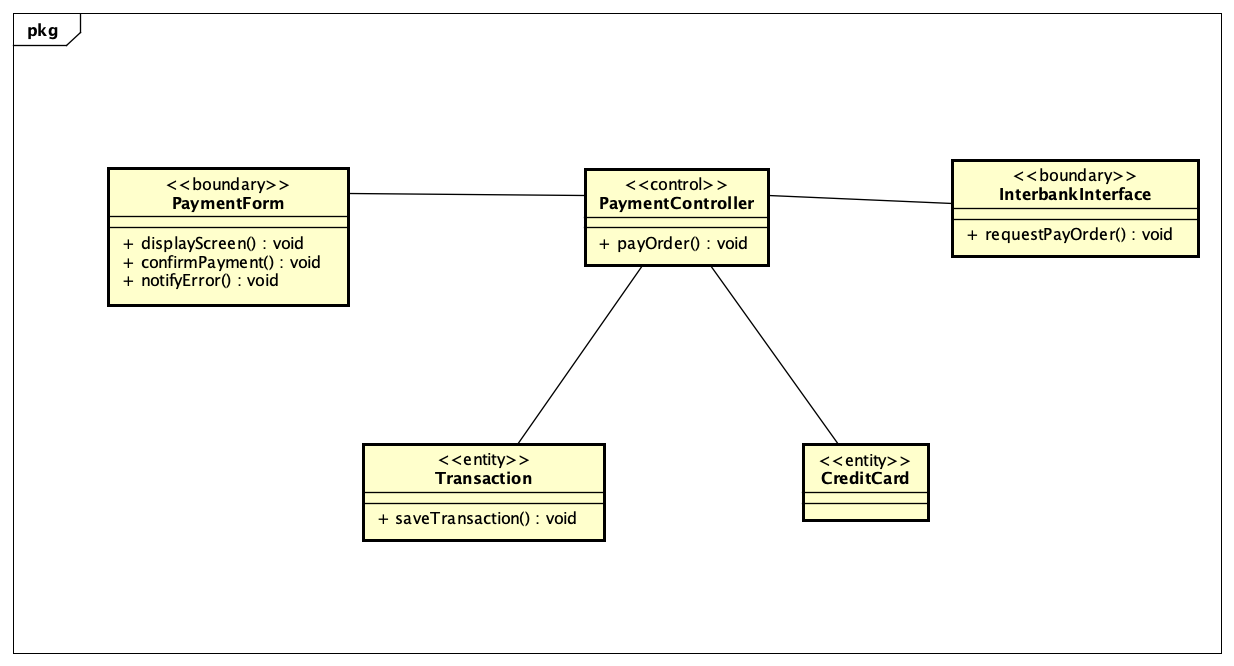 pkg
<<boundary>>
PaymentForm
+ displayScreen() : void
+ confirmPayment() : void
+ notifyError() : void
<<control>>
PaymentController
+ payOrder() : void
<<boundary>>
InterbankInterface
+ requestPayOrder() : void
<<entity>>
Transaction
+ saveTransaction() : void
<<entity>>
CreditCard